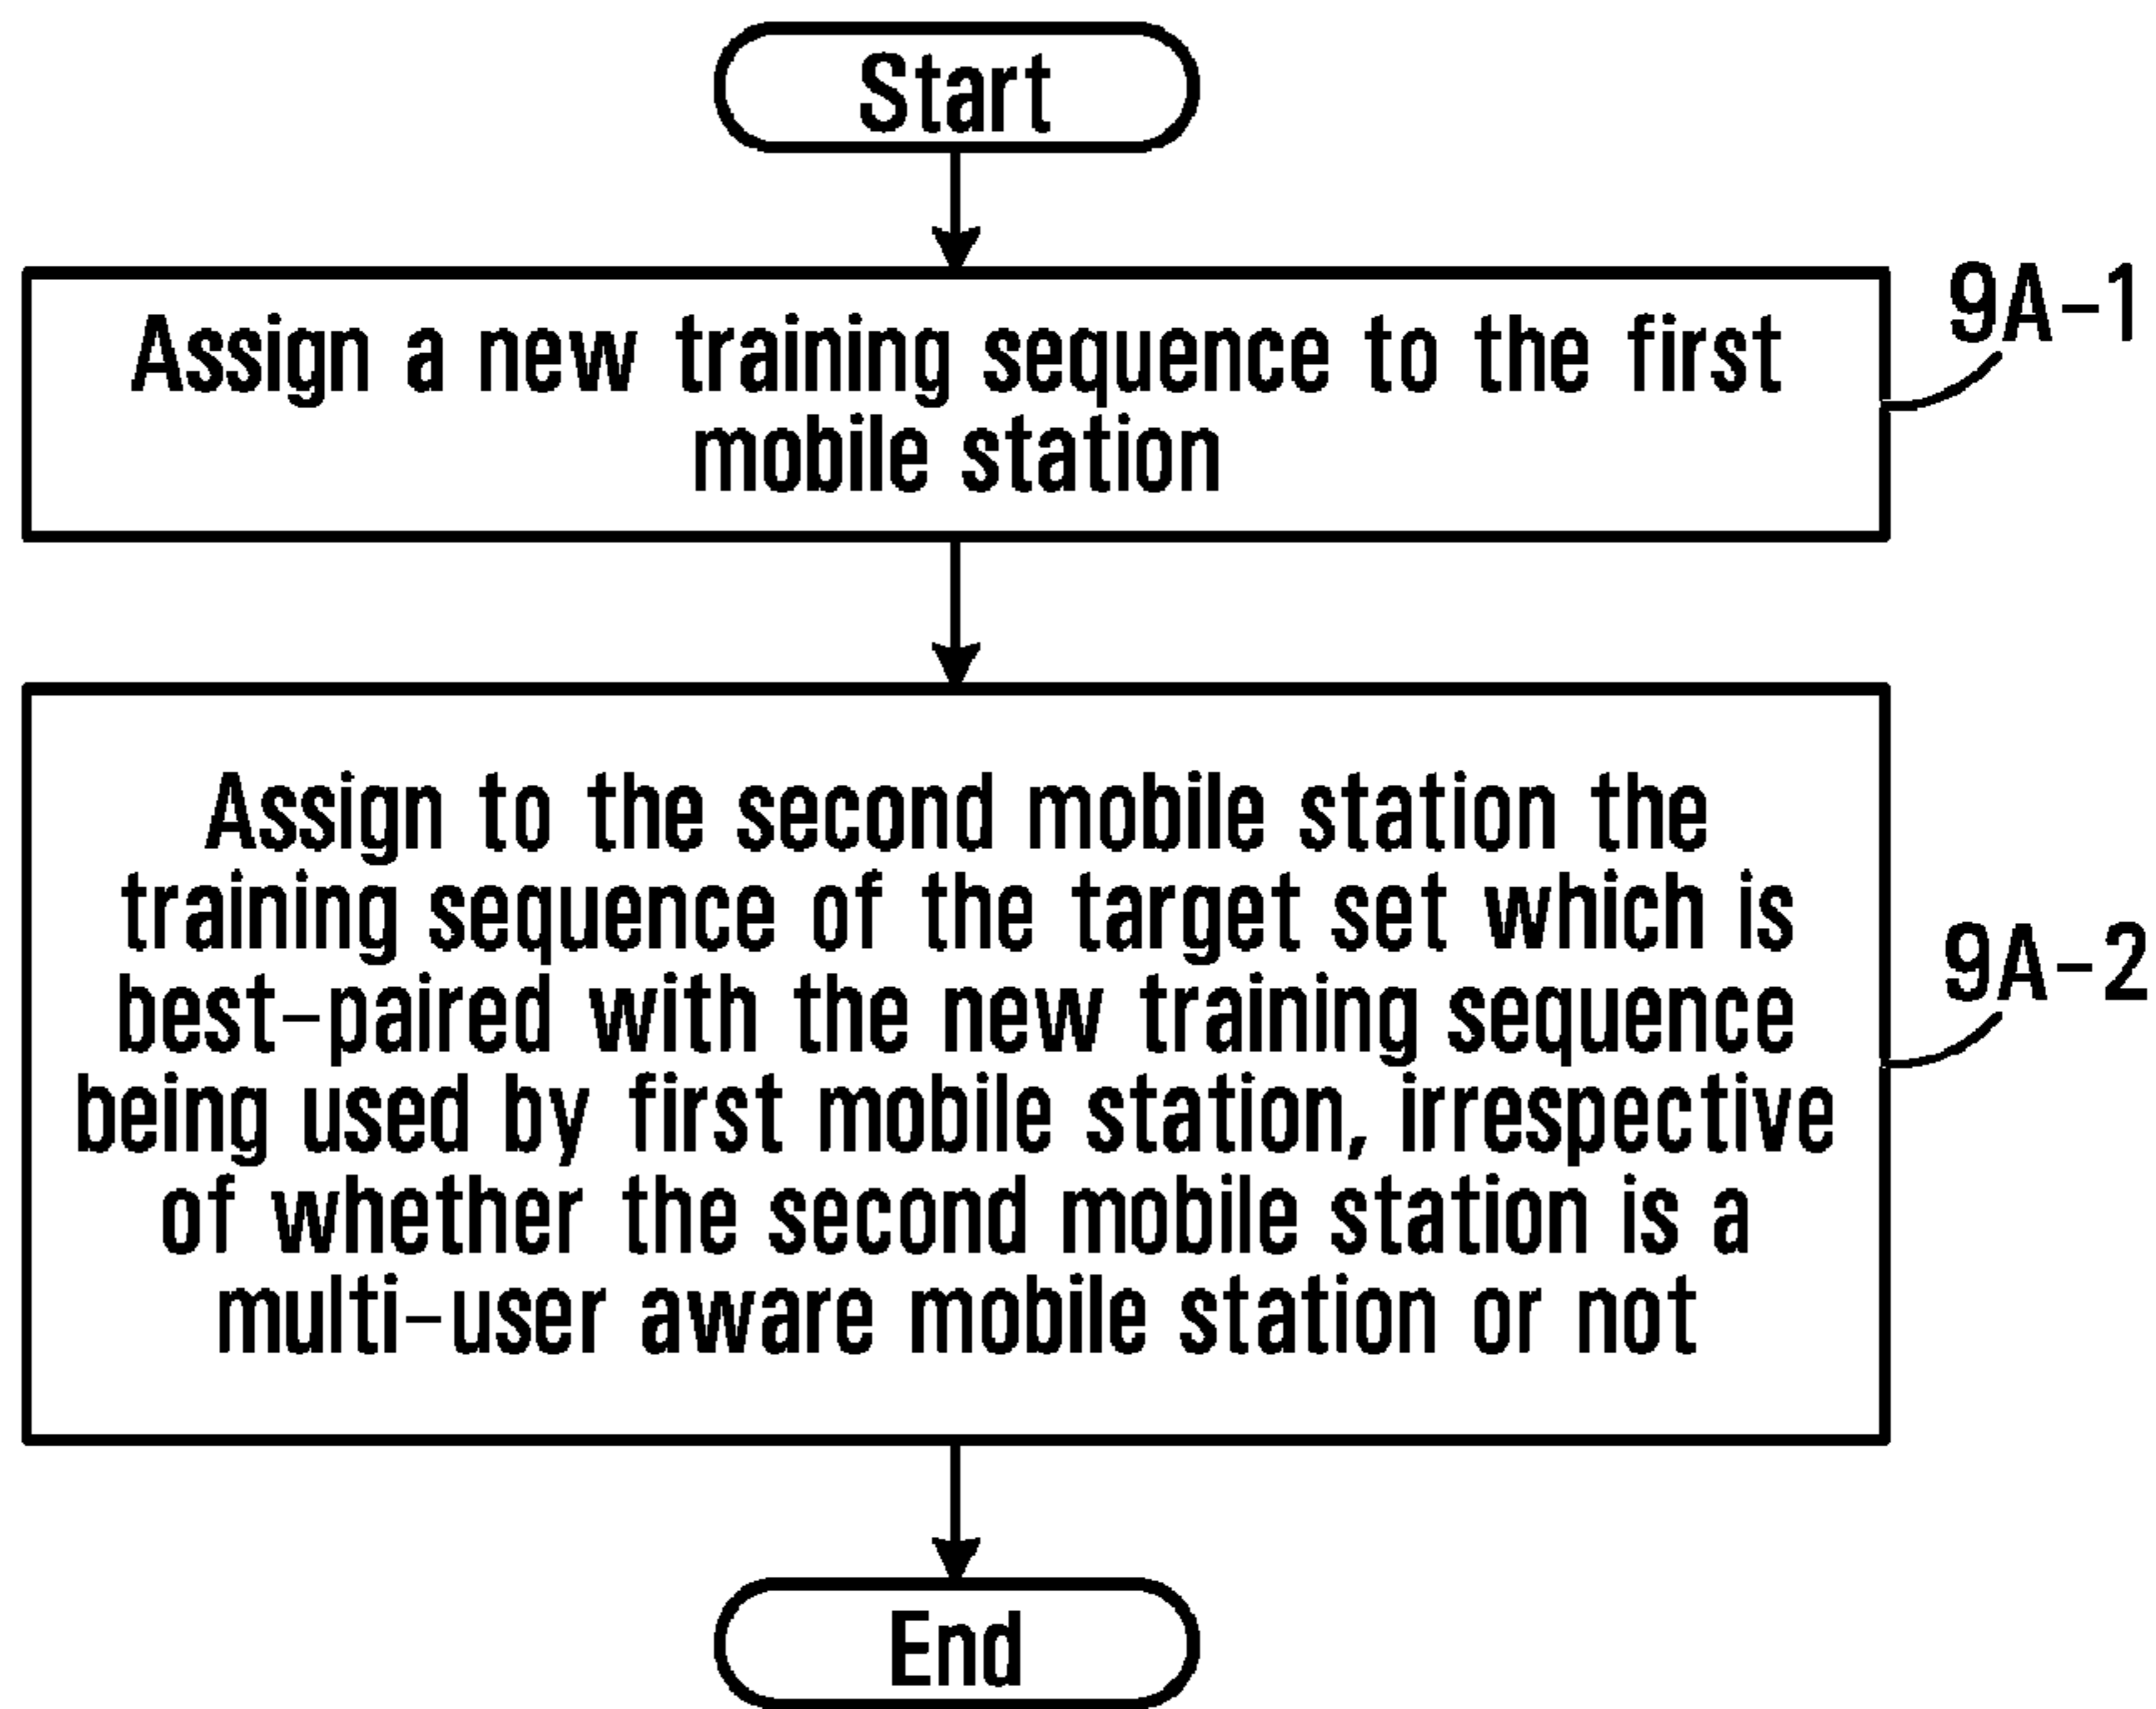 Start
Assign a new training sequence to the first
mobile station
9A-1
Assign to the second mobile station the
training sequence of the target set which is
best-paired with the new training sequence
being used by first mobile station, irrespective
of whether the second mobile station is a
multi-user aware mobile station or not
9A-2
End